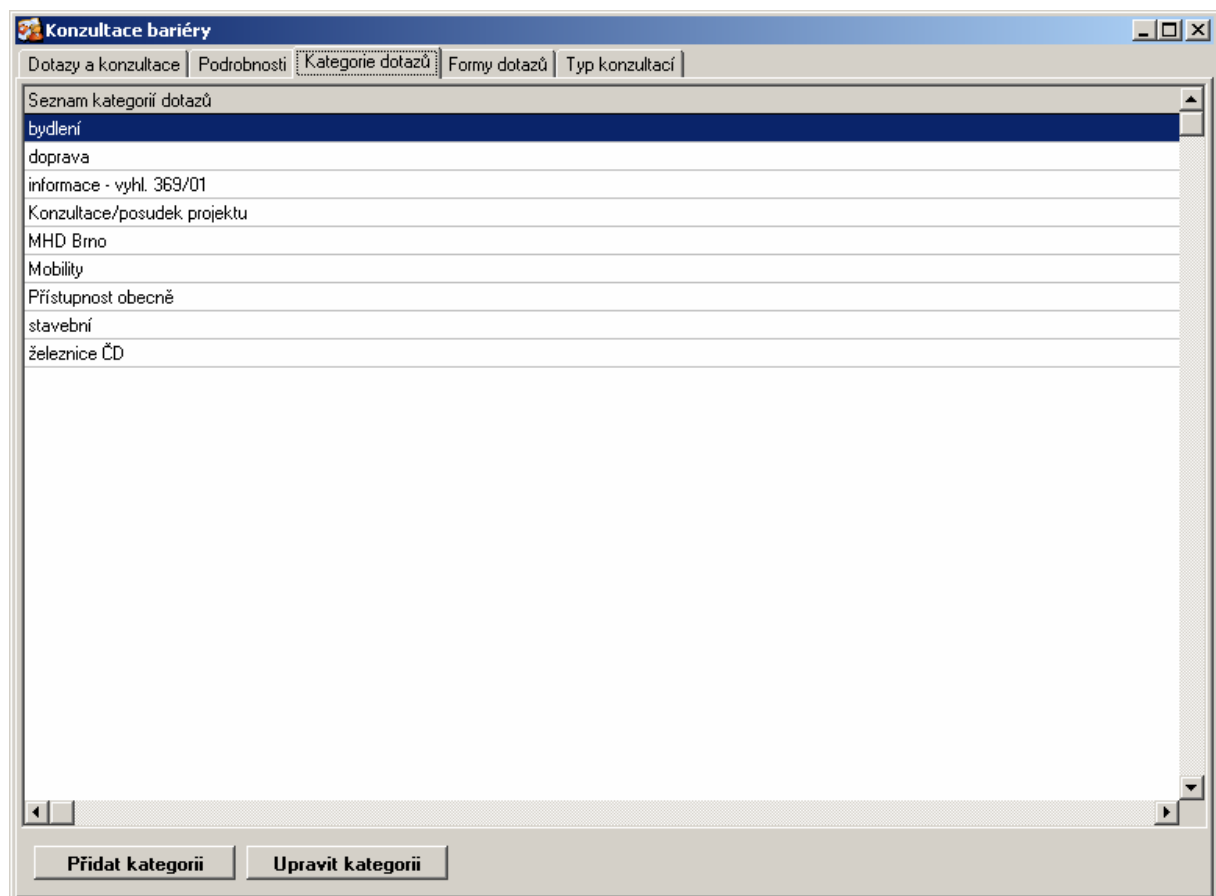 Konzultace bariéry
Dotazy a konzultace Podrobnosti Kategorie dotazů Formy dotazů Typ konzultací
Seznam kategorií dotazů
bydlení
doprava
informace - vyhl. 369/01
Konzultace/posudek projektu
MHD Brno
Mobility
Přístupnost obecně
stavební
železnice ČD
Přidat kategorii Upravit kategorii